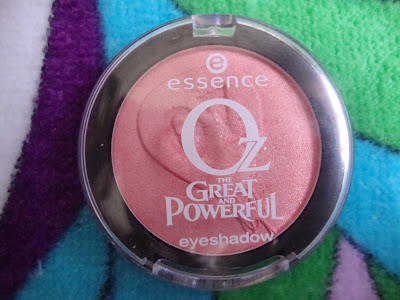 e
essence
Oz
THE
GREAT
AND
POWERFUL
eyeshadow